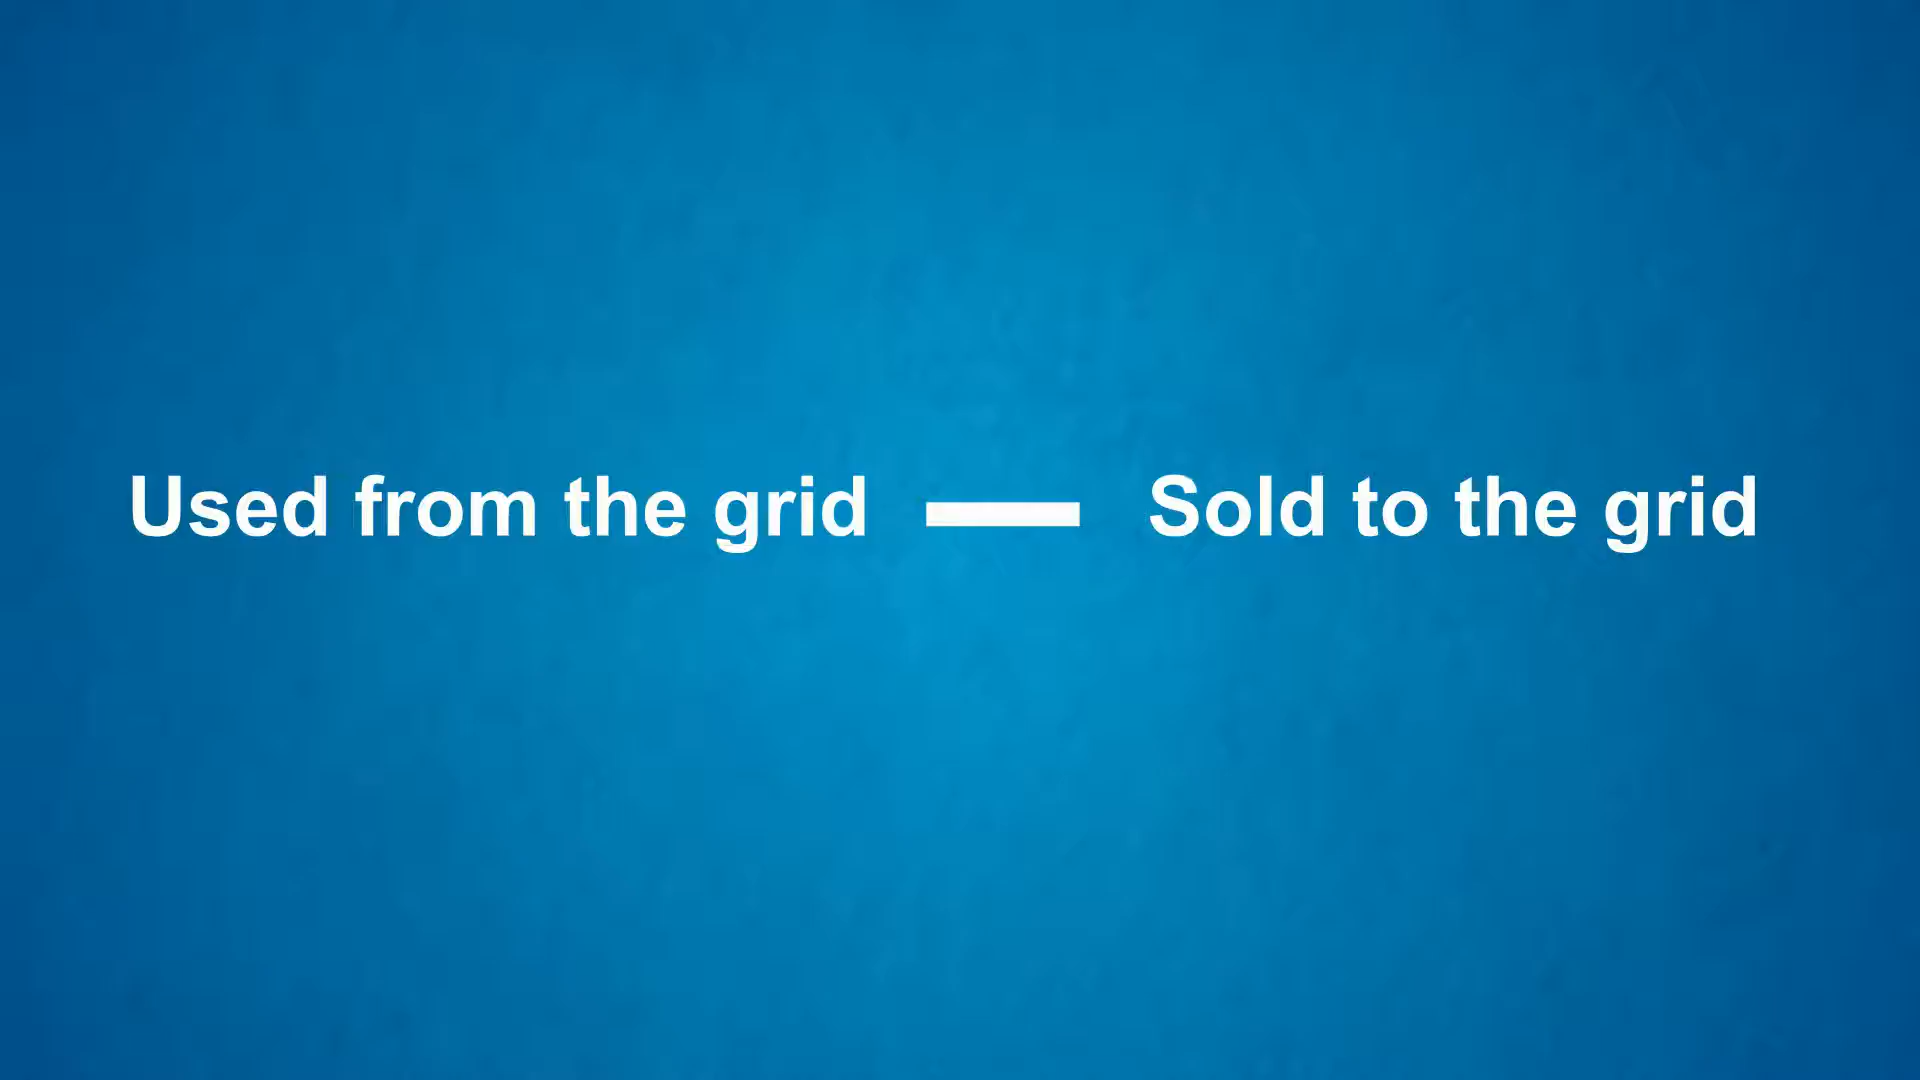 Used from the grid — Sold to the grid